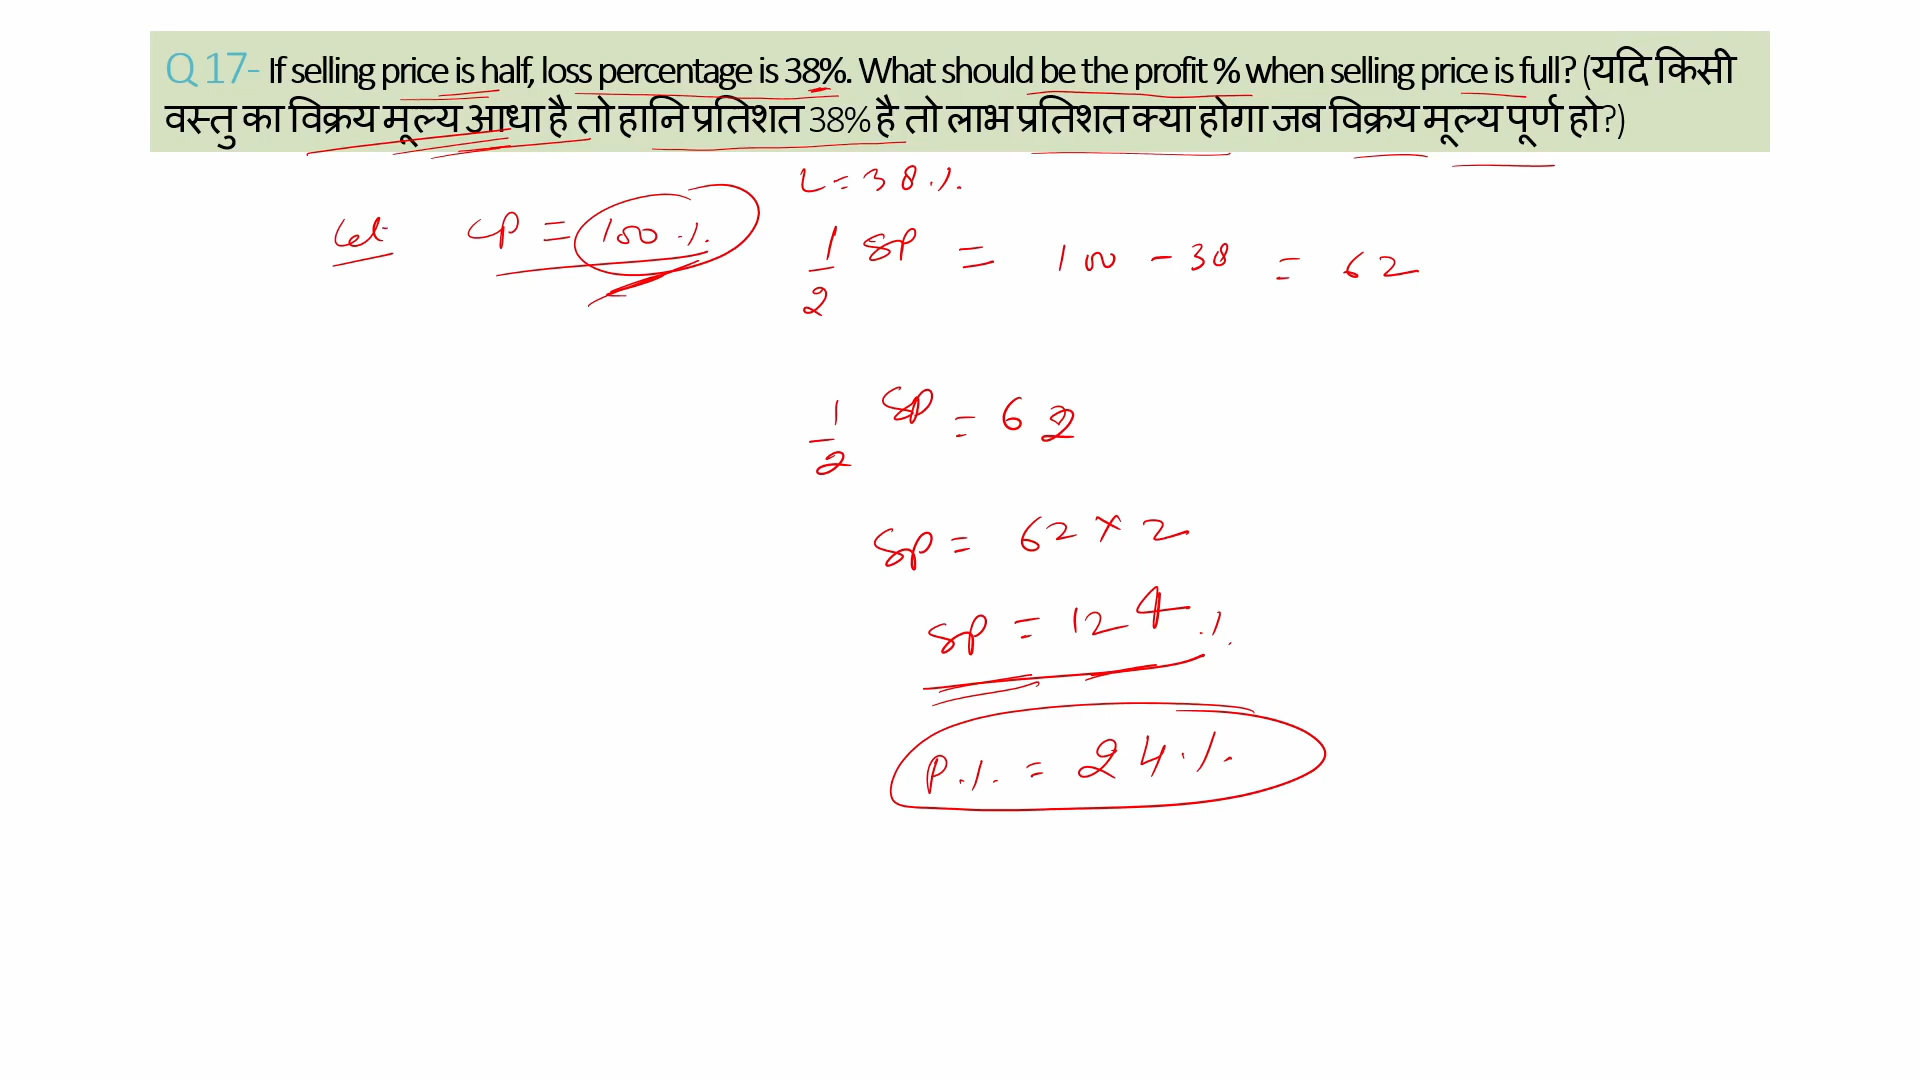 Q 17- If selling price is half, loss percentage is 38%. What should be the profit % when selling price is full? (यदि किसी
वस्तु का विक्रय मूल्य आधा है तो हानि प्रतिशत 38% है तो लाभ प्रतिशत क्या होगा जब विक्रय मूल्य पूर्ण हो?)
L = 38 %
Let CP = 100 %
1/2 SP = 100 - 38 = 62
1/2 SP = 62
SP = 62 × 2
SP = 124 %
P % = 24 %